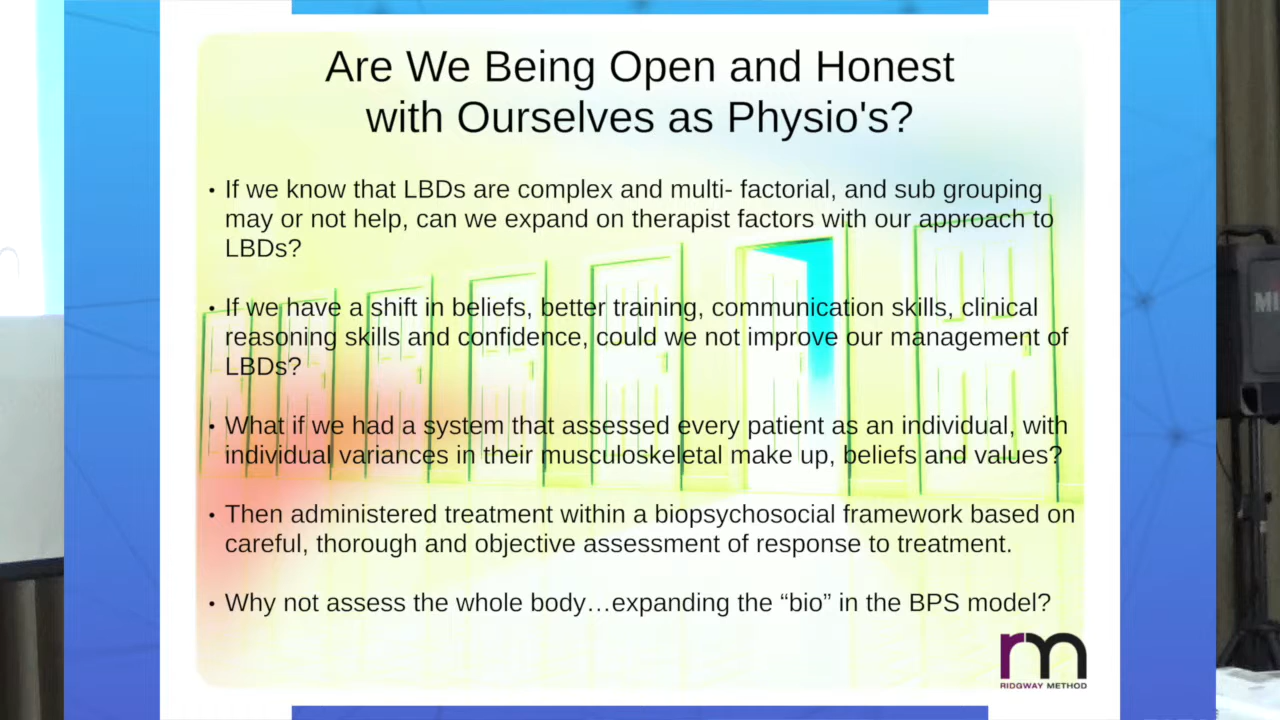 Are We Being Open and Honest
with Ourselves as Physio's?
• If we know that LBDs are complex and multi- factorial, and sub grouping
may or not help, can we expand on therapist factors with our approach to
LBDs?
• If we have a shift in beliefs, better training, communication skills, clinical
reasoning skills and confidence, could we not improve our management of
LBDs?
• What if we had a system that assessed every patient as an individual, with
individual variances in their musculoskeletal make up, beliefs and values?
• Then administered treatment within a biopsychosocial framework based on
careful, thorough and objective assessment of response to treatment.
• Why not assess the whole body…expanding the “bio” in the BPS model?
rm
RIDGWAY METHOD